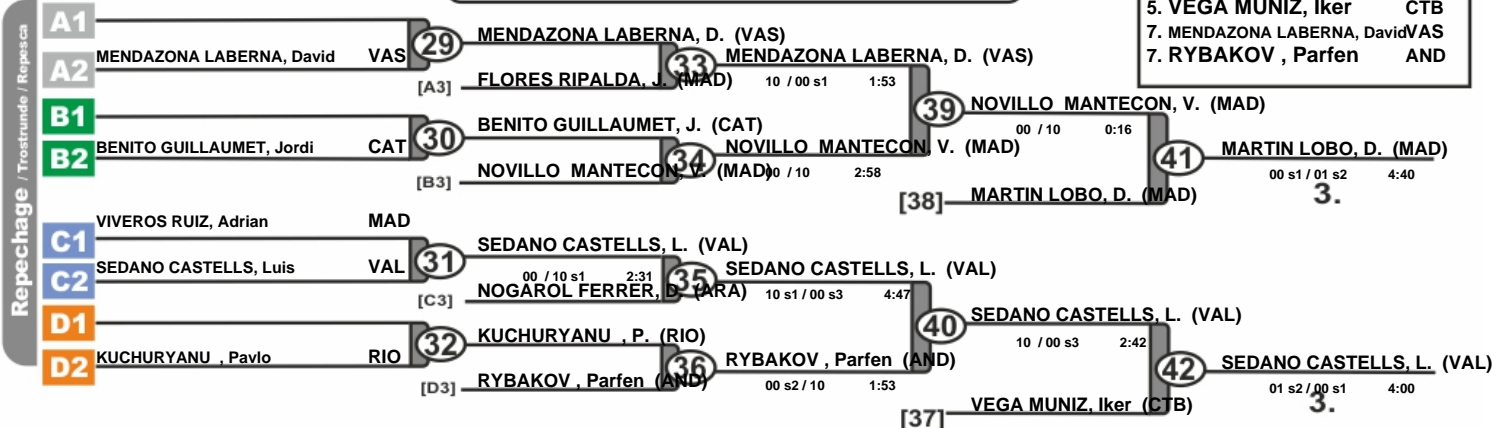 5. VEGA MUNIZ, Iker CTB
7. MENDAZONA LABERNA, David VAS
7. RYBAKOV , Parfen AND
Repechage / Trostrunde / Repesca
A1
A2
MENDAZONA LABERNA, David VAS
29
MENDAZONA LABERNA, D. (VAS)
[A3] FLORES RIPALDA, J. (MAD)
33
MENDAZONA LABERNA, D. (VAS)
10 / 00 s1 1:53
B1
B2
BENITO GUILLAUMET, Jordi CAT
30
BENITO GUILLAUMET, J. (CAT)
[B3] NOVILLO MANTECON, V. (MAD)
34
NOVILLO MANTECON, V. (MAD)
00 / 10 2:58
39
NOVILLO MANTECON, V. (MAD)
00 / 10 0:16
[38] MARTIN LOBO, D. (MAD)
41
MARTIN LOBO, D. (MAD)
00 s1 / 01 s2 4:40
3.
VIVEROS RUIZ, Adrian MAD
C1
C2
SEDANO CASTELLS, Luis VAL
31
SEDANO CASTELLS, L. (VAL)
00 / 10 s1 2:31
[C3] NOGAROL FERRER, D. (ARA)
35
SEDANO CASTELLS, L. (VAL)
10 s1 / 00 s3 4:47
D1
D2
KUCHURYANU , Pavlo RIO
32
KUCHURYANU , P. (RIO)
[D3] RYBAKOV , Parfen (AND)
36
RYBAKOV , Parfen (AND)
00 s2 / 10 1:53
40
SEDANO CASTELLS, L. (VAL)
10 / 00 s3 2:42
[37] VEGA MUNIZ, Iker (CTB)
42
SEDANO CASTELLS, L. (VAL)
01 s2 / 00 s1 4:00
3.